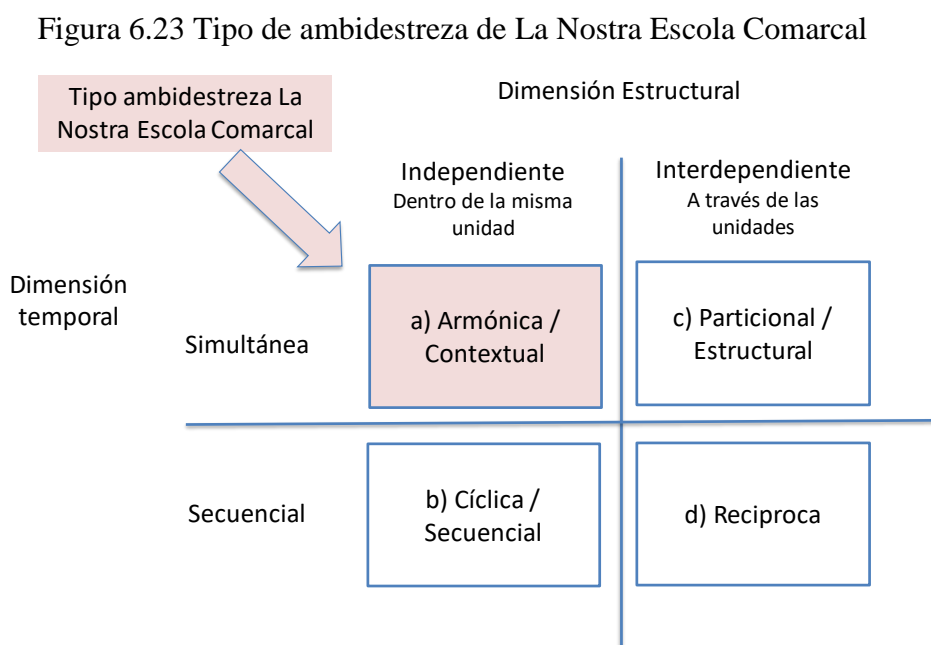 Figura 6.23 Tipo de ambidestreza de La Nostra Escola Comarcal
Tipo ambidestreza La
Nostra Escola Comarcal
Dimensión Estructural
Independiente
Dentro de la misma
unidad
Interdependiente
A través de las
unidades
Dimensión
temporal
Simultánea
a) Armónica /
Contextual
c) Particional /
Estructural
Secuencial
b) Cíclica /
Secuencial
d) Reciproca